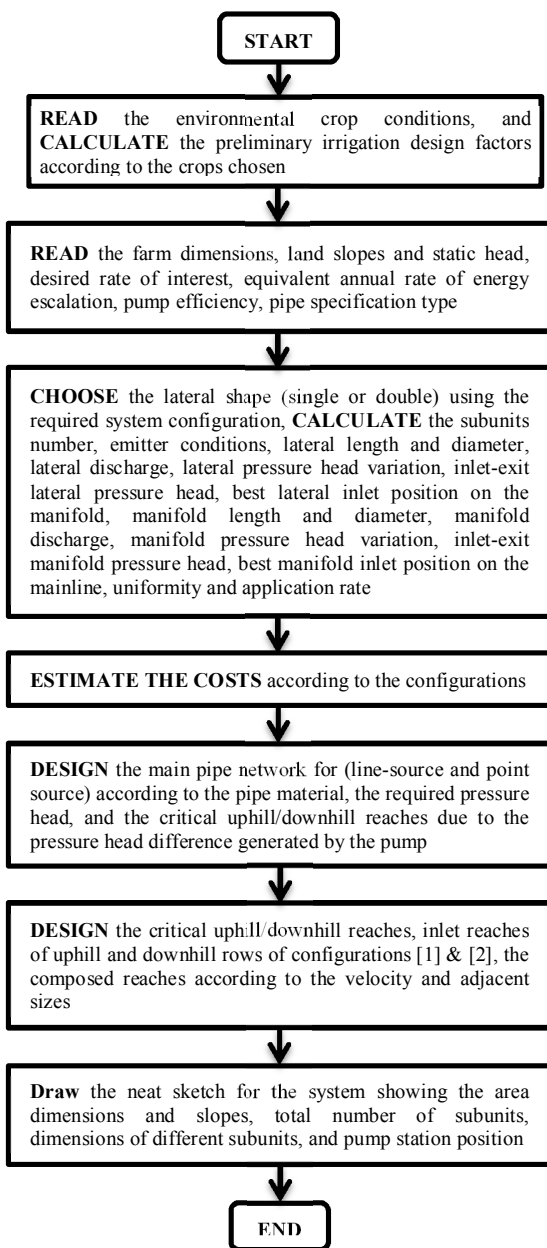 START
READ the environmental crop conditions, and
CALCULATE the preliminary irrigation design factors
according to the crops chosen
READ the farm dimensions, land slopes and static head,
desired rate of interest, equivalent annual rate of energy
escalation, pump efficiency, pipe specification type
CHOOSE the lateral shape (single or double) using the
required system configuration, CALCULATE the subunits
number, emitter conditions, lateral length and diameter,
lateral discharge, lateral pressure head variation, inlet-exit
lateral pressure head, best lateral inlet position on the
manifold, manifold length and diameter, manifold
discharge, manifold pressure head variation, inlet-exit
manifold pressure head, best manifold inlet position on the
mainline, uniformity and application rate
ESTIMATE THE COSTS according to the configurations
DESIGN the main pipe network for (line-source and point
source) according to the pipe material, the required pressure
head, and the critical uphill/downhill reaches due to the
pressure head difference generated by the pump
DESIGN the critical uphill/downhill reaches, inlet reaches
of uphill and downhill rows of configurations [1] & [2], the
composed reaches according to the velocity and adjacent
sizes
Draw the neat sketch for the system showing the area
dimensions and slopes, total number of subunits,
dimensions of different subunits, and pump station position
END